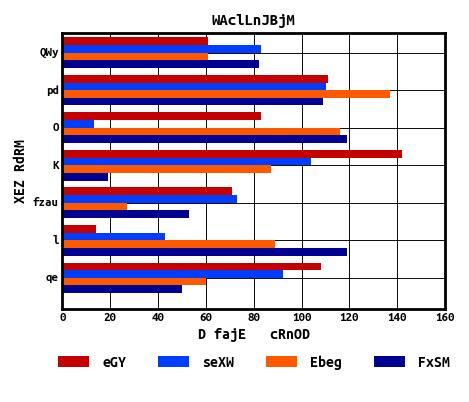 WAclLnJBjM
XEZ RdRM
QWy
pd
O
K
fzau
l
qe
0 20 40 60 80 100 120 140 160
D fajE   cRnOD
eGY seXW Ebeg FxSM